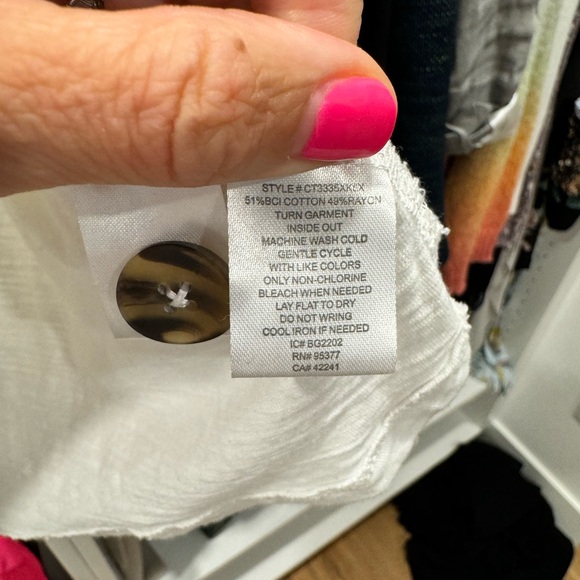 STYLE # CT3335XKEX
51%BCI COTTON 49%RAYON
TURN GARMENT
INSIDE OUT
MACHINE WASH COLD
GENTLE CYCLE
WITH LIKE COLORS
ONLY NON-CHLORINE
BLEACH WHEN NEEDED
LAY FLAT TO DRY
DO NOT WRING
COOL IRON IF NEEDED
IC# BG2202
RN# 95377
CA# 42241